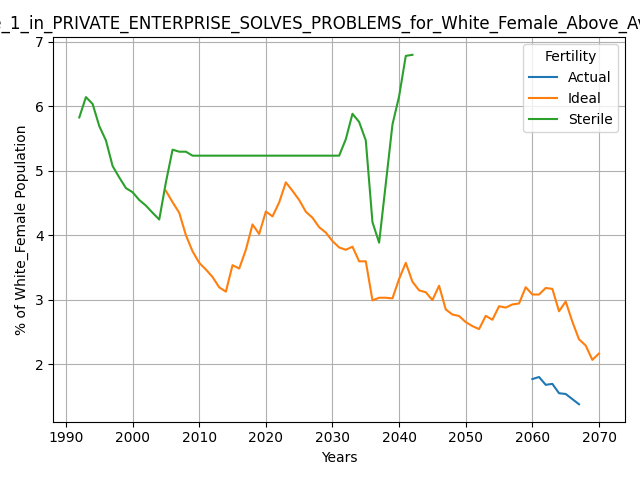 _1_in_PRIVATE_ENTERPRISE_SOLVES_PROBLEMS_for_White_Female_Above_
7
6
5
4
3
2
% of White_Female Population
Fertility
Actual
Ideal
Sterile
1990 2000 2010 2020 2030 2040 2050 2060 2070
Years